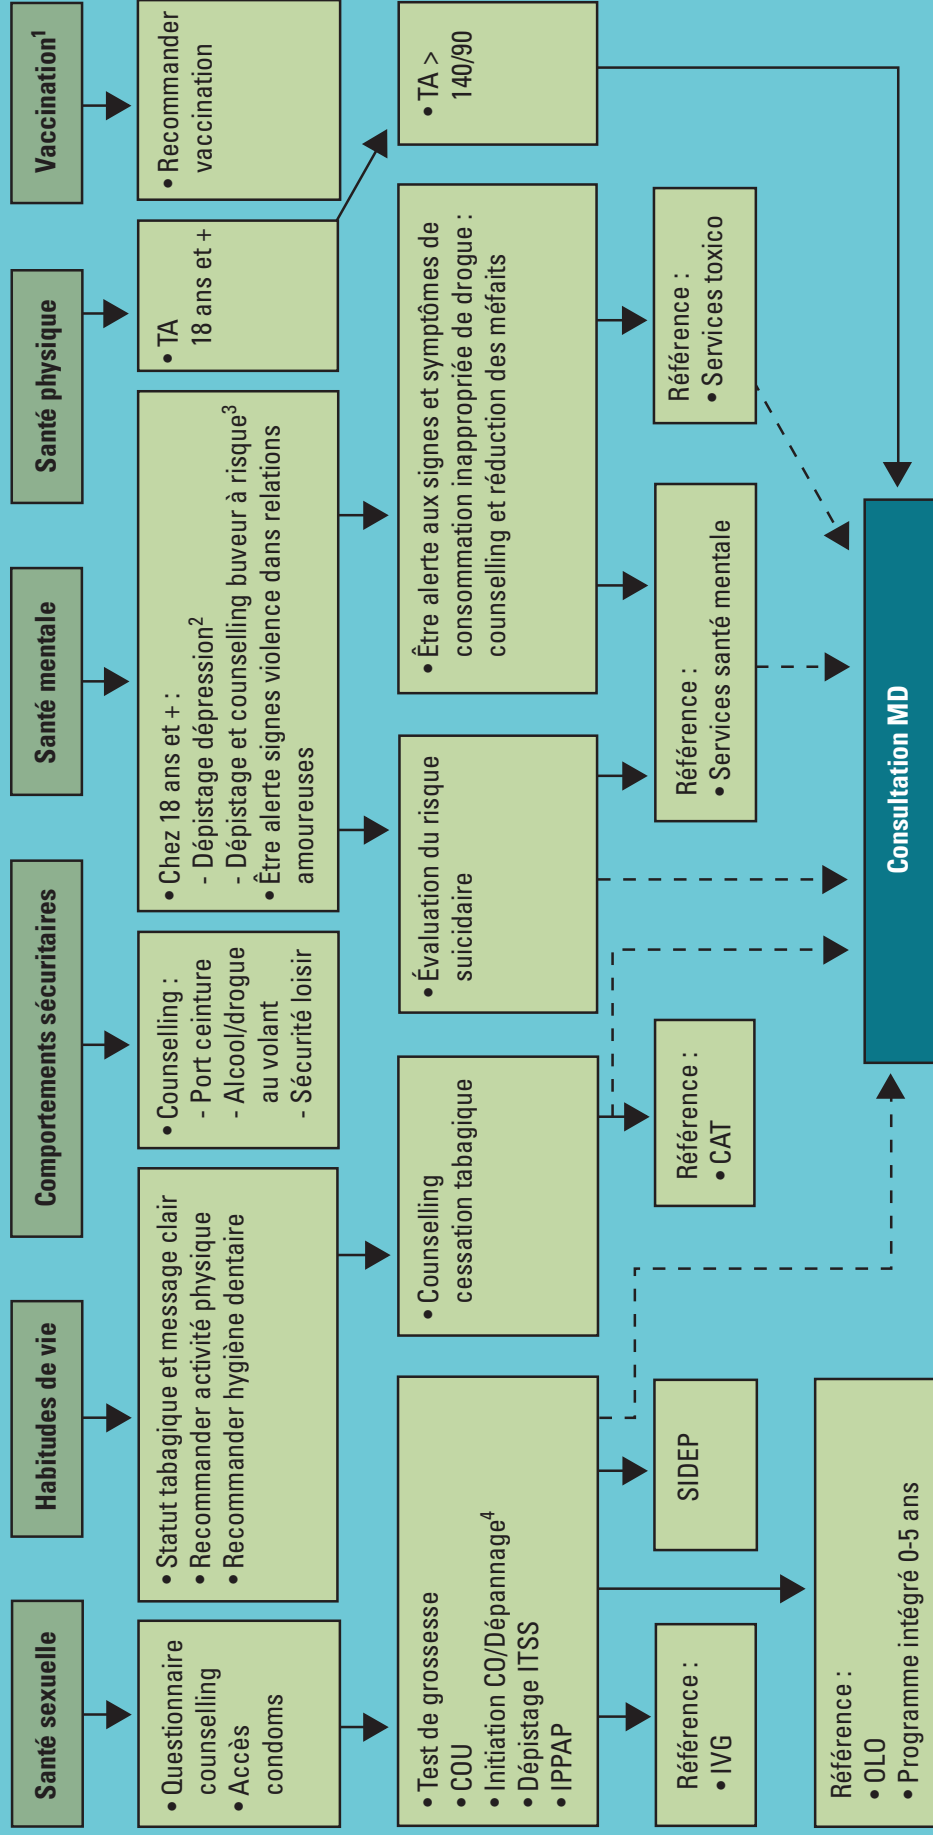 Santé sexuelle
Habitudes de vie
Comportements sécuritaires
Santé mentale
Santé physique
Vaccination¹
• Questionnaire
counselling
• Accès
condoms
• Statut tabagique et message clair
• Recommander activité physique
• Recommander hygiène dentaire
• Counselling :
- Port ceinture
- Alcool/drogue
au volant
- Sécurité loisir
• Chez 18 ans et + :
- Dépistage dépression²
- Dépistage et counselling buveur à risque³
• Être alerte signes violence dans relations
amoureuses
• TA
18 ans et +
• Recommander
vaccination
• Test de grossesse
• COU
• Initiation CO/Dépannage⁴
• Dépistage ITSS
• IPPAP
• Counselling
cessation tabagique
• Évaluation du risque
suicidaire
• Être alerte aux signes et symptômes de
consommation inappropriée de drogue :
counselling et réduction des méfaits
• TA >
140/90
Référence :
• IVG
SIDEP
Référence :
• CAT
Référence :
• Services santé mentale
Référence :
• Services toxico
Référence :
• OLO
• Programme intégré 0-5 ans
Consultation MD